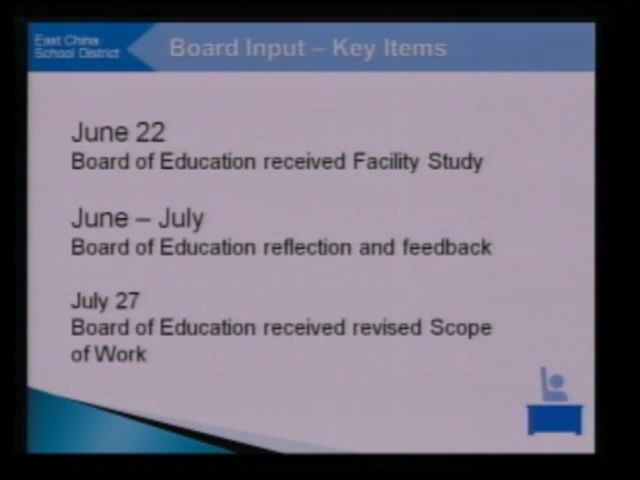 East China
School District
Board Input – Key Items
June 22
Board of Education received Facility Study
June – July
Board of Education reflection and feedback
July 27
Board of Education received revised Scope
of Work